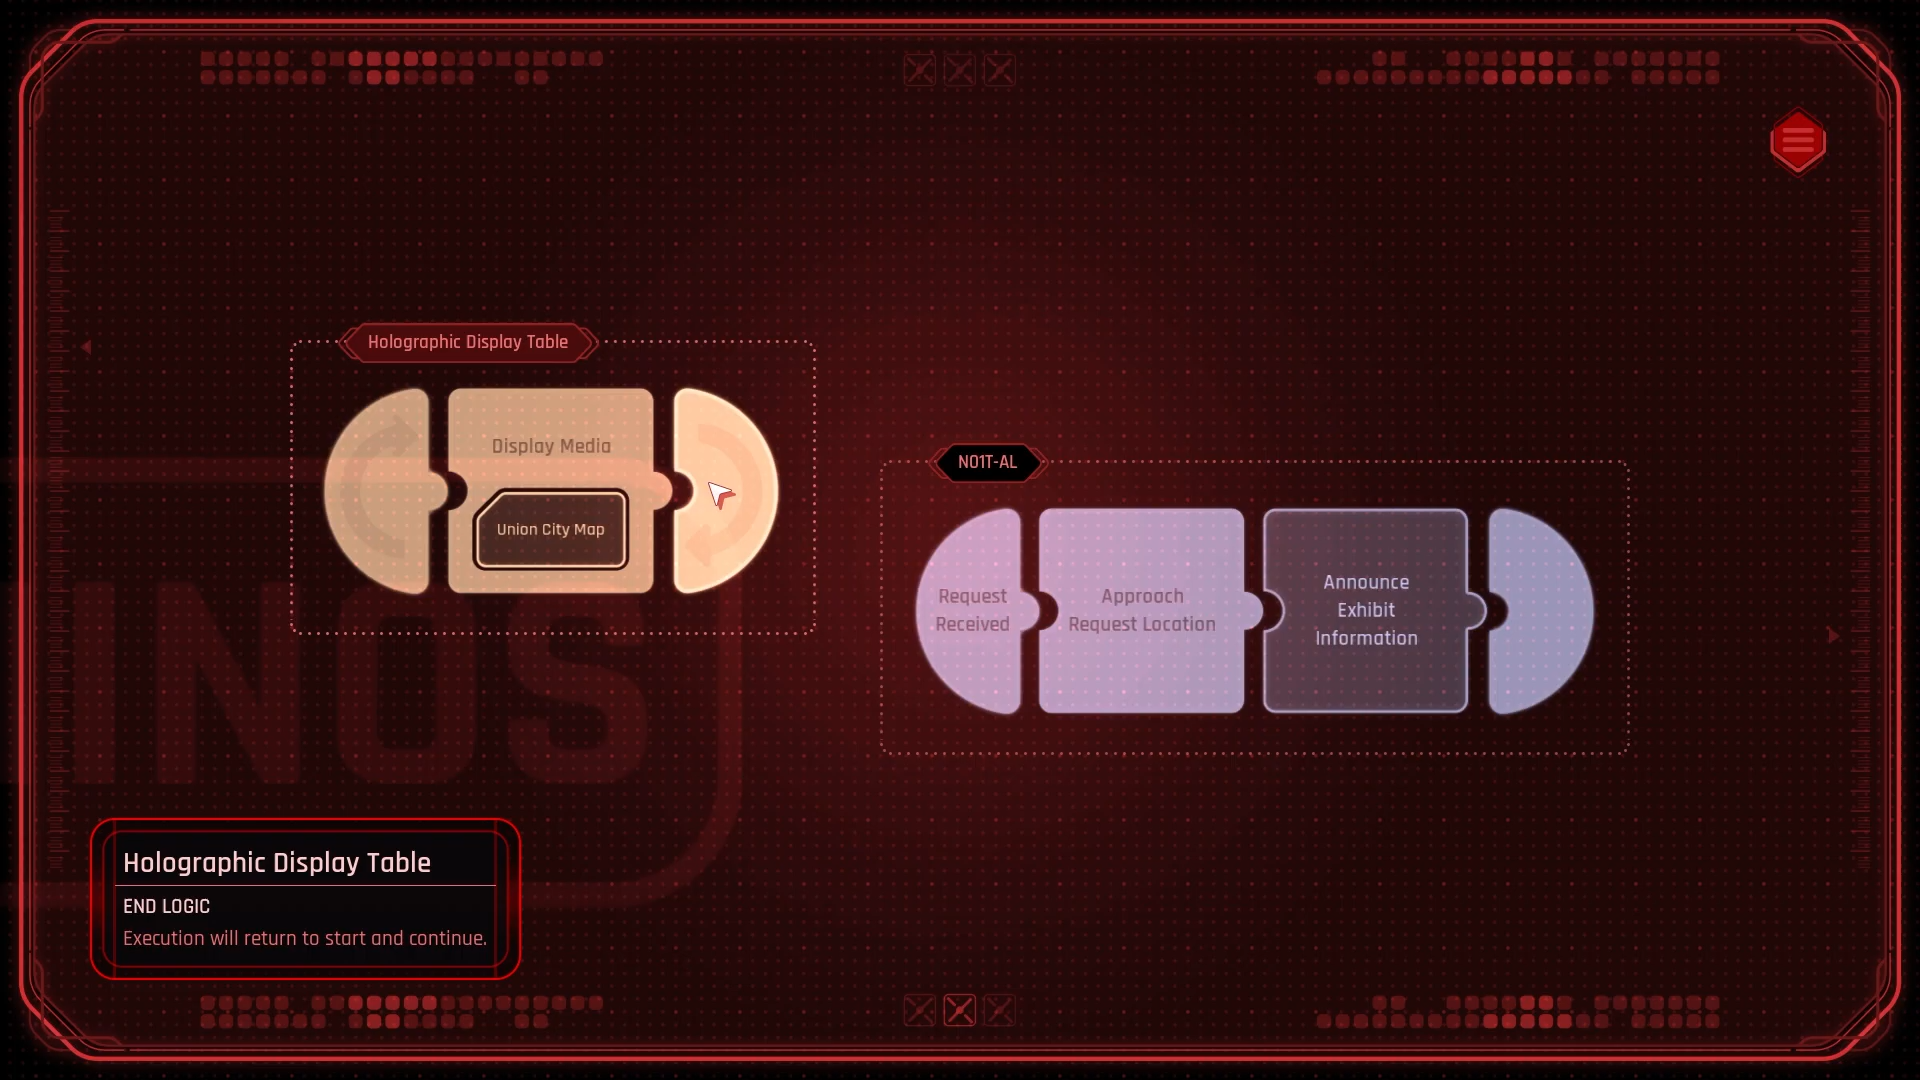 Holographic Display Table
Display Media
Union City Map
NO1T-AL
Request
Received
Approach
Request Location
Announce
Exhibit
Information
INOS
Holographic Display Table
END LOGIC
Execution will return to start and continue.